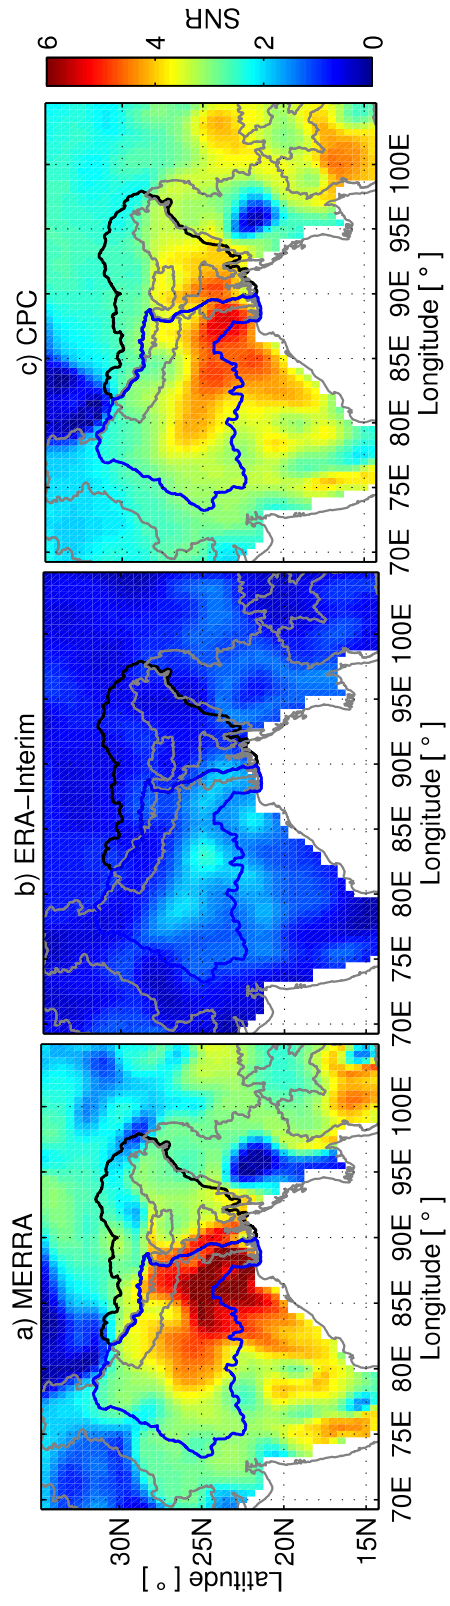 a) MERRA
b) ERA−Interim
c) CPC
Latitude [ ° ]
30N
25N
20N
15N
70E 75E 80E 85E 90E 95E 100E
Longitude [ ° ]
70E 75E 80E 85E 90E 95E 100E
Longitude [ ° ]
70E 75E 80E 85E 90E 95E 100E
Longitude [ ° ]
6
4
2
0
SNR